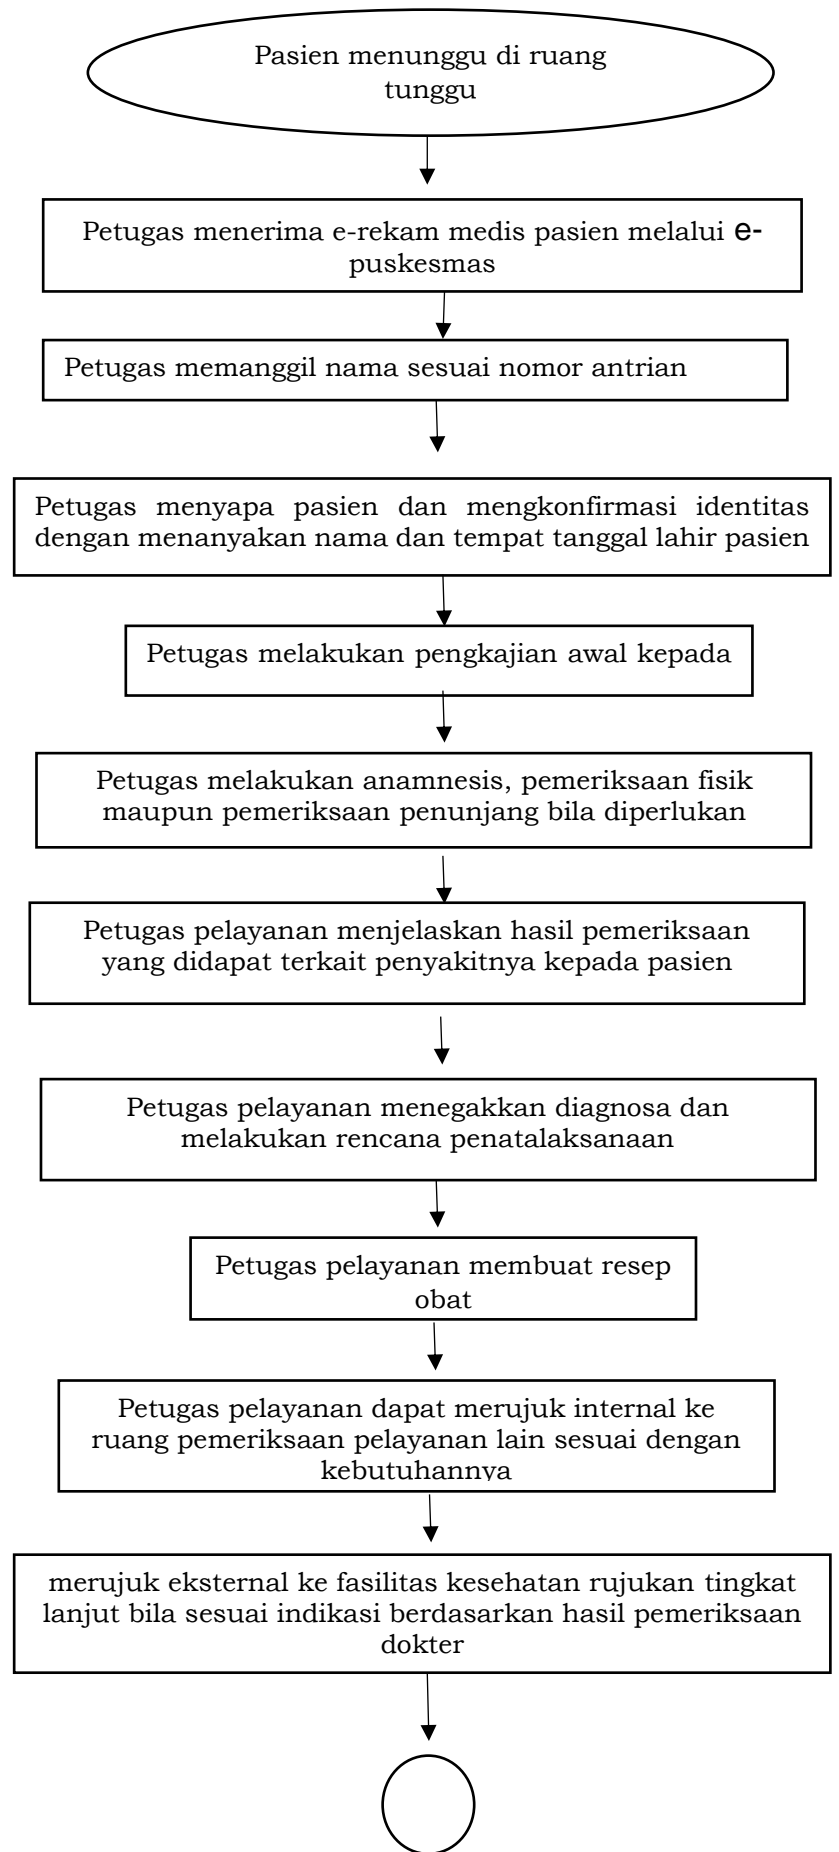 Pasien menunggu di ruang
tunggu
Petugas menerima e-rekam medis pasien melalui e-
puskesmas
Petugas memanggil nama sesuai nomor antrian
Petugas menyapa pasien dan mengkonfirmasi identitas
dengan menanyakan nama dan tempat tanggal lahir pasien
Petugas melakukan pengkajian awal kepada
Petugas melakukan anamnesis, pemeriksaan fisik
maupun pemeriksaan penunjang bila diperlukan
Petugas pelayanan menjelaskan hasil pemeriksaan
yang didapat terkait penyakitnya kepada pasien
Petugas pelayanan menegakkan diagnosa dan
melakukan rencana penatalaksanaan
Petugas pelayanan membuat resep
obat
Petugas pelayanan dapat merujuk internal ke
ruang pemeriksaan pelayanan lain sesuai dengan
kebutuhannya
merujuk eksternal ke fasilitas kesehatan rujukan tingkat
lanjut bila sesuai indikasi berdasarkan hasil pemeriksaan
dokter